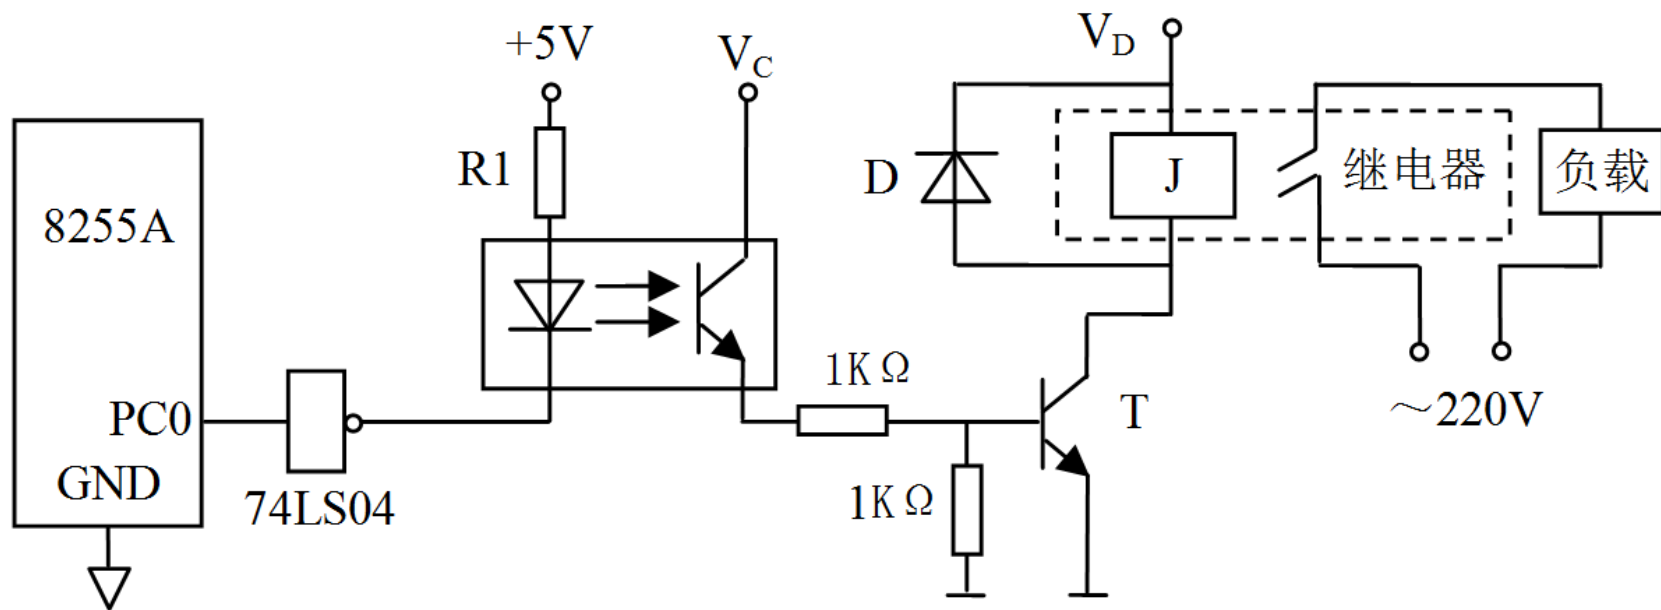 +5V
V_C
V_D
R1
8255A
D
J
继电器
负载
1KΩ
PC0
T
~220V
GND
1KΩ
74LS04